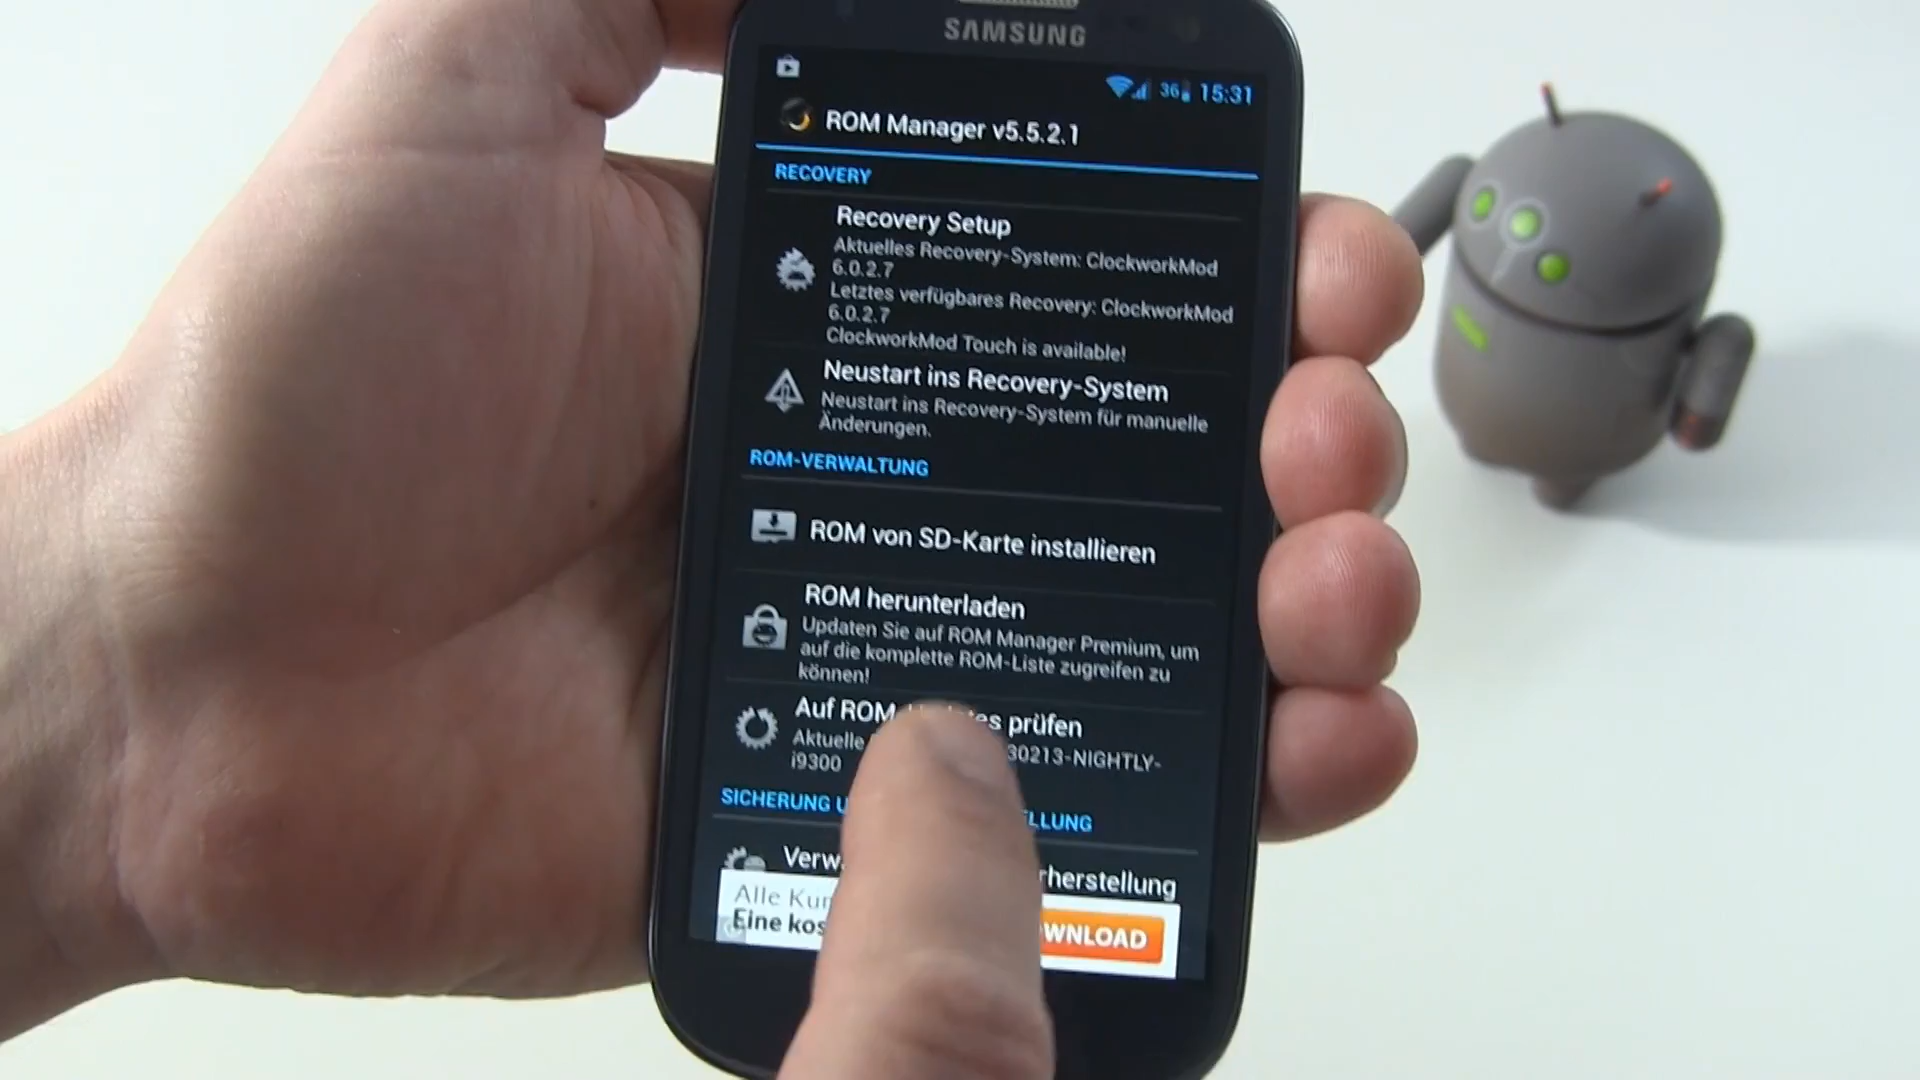 SAMSUNG
36 15:31
ROM Manager v5.5.2.1
RECOVERY
Recovery Setup
Aktuelles Recovery-System: ClockworkMod
6.0.2.7
Letztes verfügbares Recovery: ClockworkMod
6.0.2.7
ClockworkMod Touch is available!
Neustart ins Recovery-System
Neustart ins Recovery-System für manuelle
Änderungen.
ROM-VERWALTUNG
ROM von SD-Karte installieren
ROM herunterladen
Updaten Sie auf ROM Manager Premium, um
auf die komplette ROM-Liste zugreifen zu
können!
Auf ROM- prüfen
Aktuelle 30213-NIGHTLY-
i9300
SICHERUNG U LLUNG
Verw rherstellung
Alle Kun
Eine kos
WNLOAD